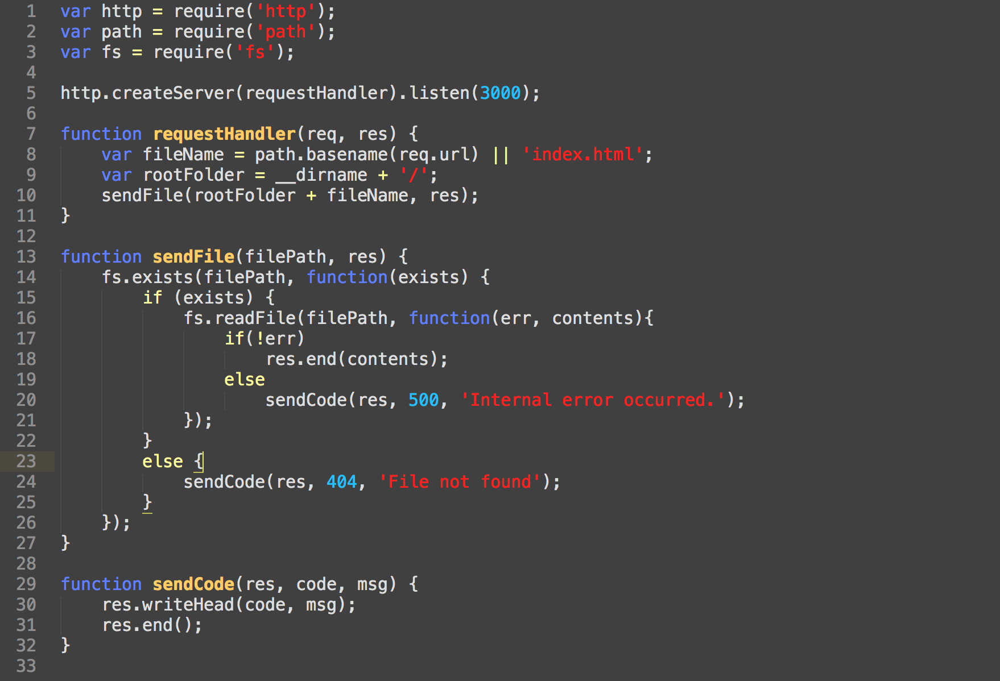 1 var http = require('http');
2 var path = require('path');
3 var fs = require('fs');
4
5 http.createServer(requestHandler).listen(3000);
6
7 function requestHandler(req, res) {
8     var fileName = path.basename(req.url) || 'index.html';
9     var rootFolder = __dirname + '/';
10     sendFile(rootFolder + fileName, res);
11 }
12
13 function sendFile(filePath, res) {
14     fs.exists(filePath, function(exists) {
15         if (exists) {
16             fs.readFile(filePath, function(err, contents){
17                 if(!err)
18                     res.end(contents);
19                 else
20                     sendCode(res, 500, 'Internal error occurred.');
21             });
22         }
23         else {
24             sendCode(res, 404, 'File not found');
25         }
26     });
27 }
28
29 function sendCode(res, code, msg) {
30     res.writeHead(code, msg);
31     res.end();
32 }
33